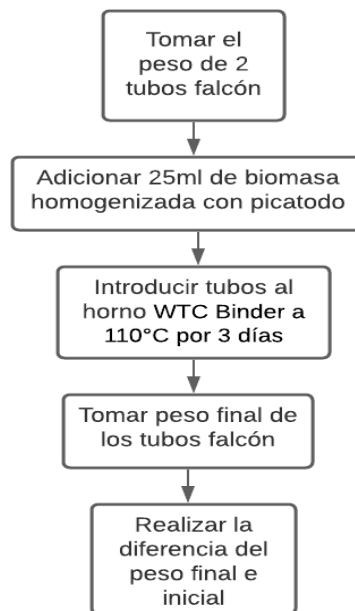 Tomar el
peso de 2
tubos falcón
Adicionar 25ml de biomasa
homogenizada con picatodo
Introducir tubos al
horno WTC Binder a
110°C por 3 días
Tomar peso final de
los tubos falcón
Realizar la
diferencia del
peso final e
inicial